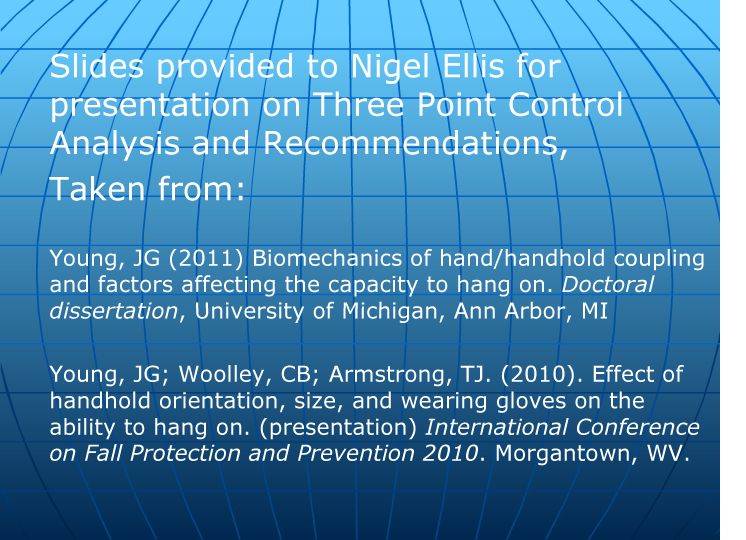 Slides provided to Nigel Ellis for
presentation on Three Point Control
Analysis and Recommendations,
Taken from:
Young, JG (2011) Biomechanics of hand/handhold coupling
and factors affecting the capacity to hang on. Doctoral
dissertation, University of Michigan, Ann Arbor, MI
Young, JG; Woolley, CB; Armstrong, TJ. (2010). Effect of
handhold orientation, size, and wearing gloves on the
ability to hang on. (presentation) International Conference
on Fall Protection and Prevention 2010. Morgantown, WV.